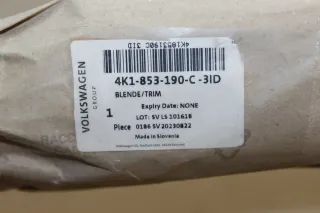 4K1853190C 3ID
VOLKSWAGEN
GROUP
4K1-853-190-C -3ID
BLENDE/TRIM
Expiry Date: NONE
1
LOT: SV LS 101618
Piece
0186 SV 20230822
Made in Slovenia